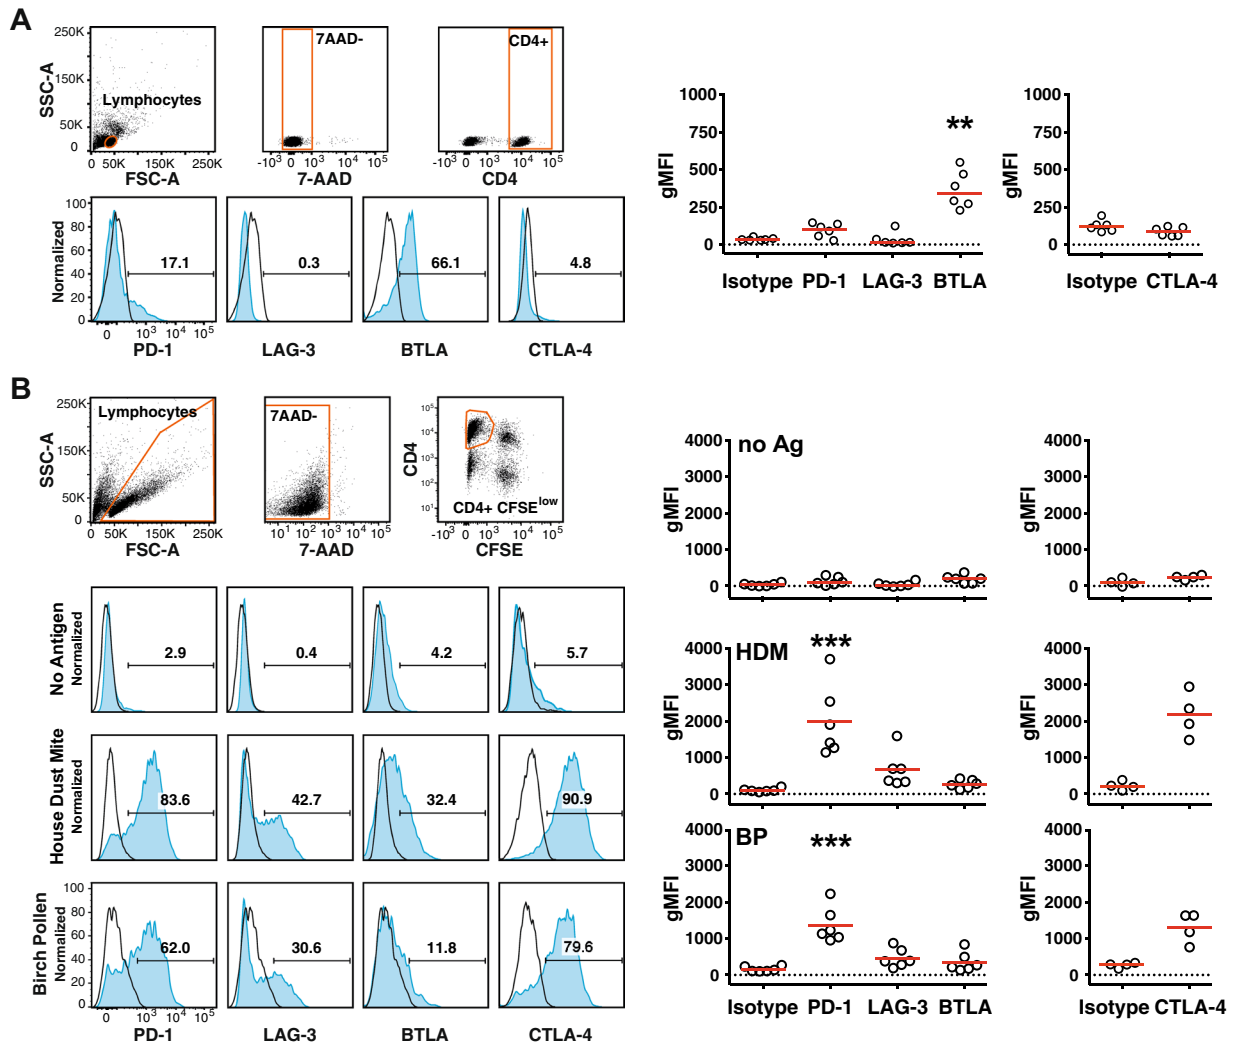 A
SSC-A
250K
150K
50K
0
Lymphocytes
0 50K 150K 250K
FSC-A
7AAD-
-10³ 0 10³ 10⁴ 10⁵
7-AAD
CD4+
-10³ 0 10³ 10⁴ 10⁵
CD4
Normalized
100
80
60
40
20
0
17.1
0.3
66.1
4.8
0 10³ 10⁴ 10⁵
PD-1
LAG-3
BTLA
CTLA-4
gMFI
1000
750
500
250
0
**
Isotype PD-1 LAG-3 BTLA
gMFI
1000
750
500
250
0
Isotype CTLA-4
B
SSC-A
250K
150K
50K
0
Lymphocytes
0 50K 150K 250K
FSC-A
7AAD-
10¹ 10² 10³ 10⁴ 10⁵
7-AAD
CD4
10⁵
10⁴
10³
10²
10¹
CD4+ CFSElow
-10³ 0 10³ 10⁴ 10⁵
CFSE
No Antigen
Normalized
2.9
0.4
4.2
5.7
House Dust Mite
Normalized
83.6
42.7
32.4
90.9
Birch Pollen
Normalized
100
80
60
40
20
0
62.0
30.6
11.8
79.6
0 10³ 10⁴ 10⁵
PD-1
LAG-3
BTLA
CTLA-4
no Ag
gMFI
4000
3000
2000
1000
0
gMFI
4000
3000
2000
1000
0
HDM
***
gMFI
4000
3000
2000
1000
0
gMFI
4000
3000
2000
1000
0
BP
***
gMFI
4000
3000
2000
1000
0
Isotype PD-1 LAG-3 BTLA
gMFI
4000
3000
2000
1000
0
Isotype CTLA-4